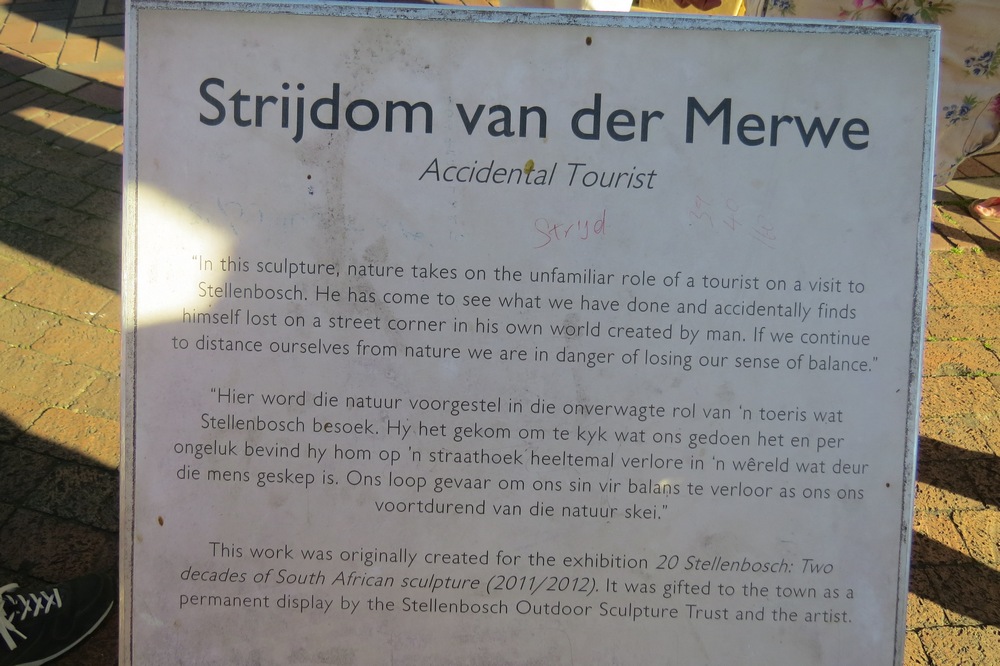 Strijdom van der Merwe
Accidental Tourist
Strijd
"In this sculpture, nature takes on the unfamiliar role of a tourist on a visit to
Stellenbosch. He has come to see what we have done and accidentally finds
himself lost on a street corner in his own world created by man. If we continue
to distance ourselves from nature we are in danger of losing our sense of balance."
"Hier word die natuur voorgestel in die onverwagte rol van 'n toeris wat
Stellenbosch besoek. Hy het gekom om te kyk wat ons gedoen het en per
ongeluk bevind hy hom op 'n straathoek heeltemal verlore in 'n wêreld wat deur
die mens geskep is. Ons loop gevaar om ons sin vir balans te verloor as ons ons
voortdurend van die natuur skei."
This work was originally created for the exhibition 20 Stellenbosch: Two
decades of South African sculpture (2011/2012). It was gifted to the town as a
permanent display by the Stellenbosch Outdoor Sculpture Trust and the artist.